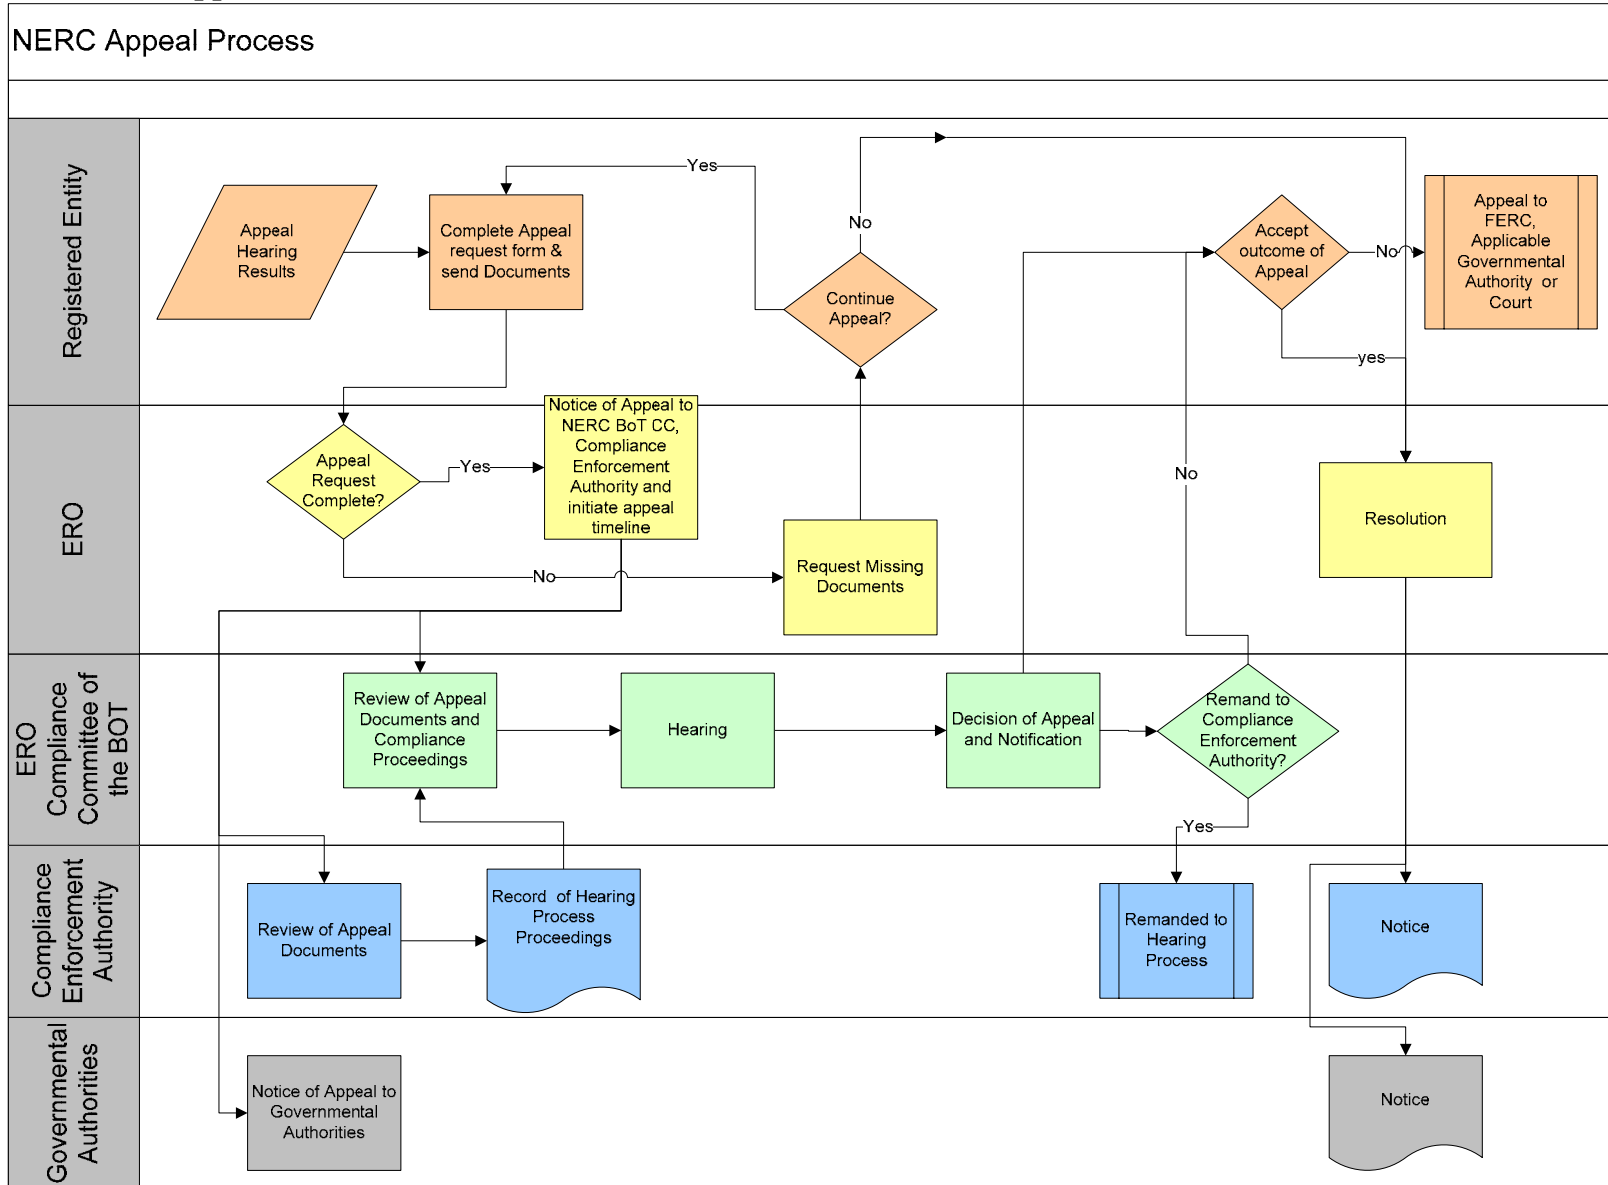 NERC Appeal Process
Registered Entity
Appeal
Hearing
Results
Complete Appeal
request form &
send Documents
Yes
No
Continue
Appeal?
Accept
outcome of
Appeal
No
yes
Appeal to
FERC,
Applicable
Governmental
Authority or
Court
ERO
Appeal
Request
Complete?
Yes
No
Notice of Appeal to
NERC BoT CC,
Compliance
Enforcement
Authority and
initiate appeal
timeline
Request Missing
Documents
No
Resolution
ERO
Compliance
Committee of
the BOT
Review of Appeal
Documents and
Compliance
Proceedings
Hearing
Decision of Appeal
and Notification
Remand to
Compliance
Enforcement
Authority?
Yes
Compliance
Enforcement
Authority
Review of Appeal
Documents
Record of Hearing
Process
Proceedings
Remanded to
Hearing
Process
Notice
Governmental
Authorities
Notice of Appeal to
Governmental
Authorities
Notice